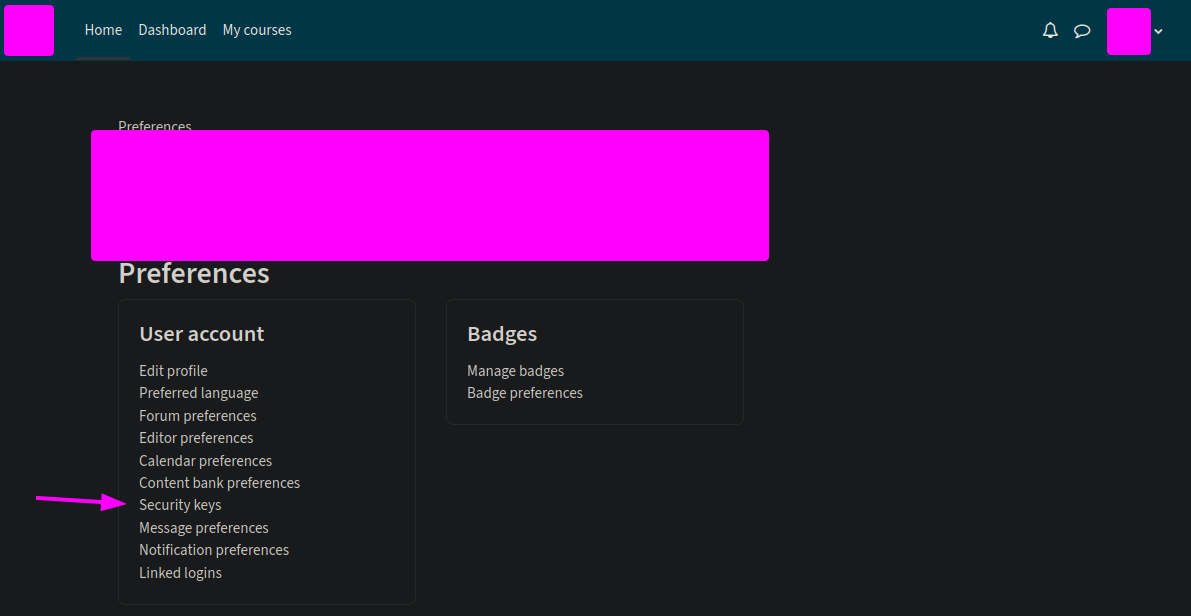 Home Dashboard My courses
Preferences
Preferences
User account
Edit profile
Preferred language
Forum preferences
Editor preferences
Calendar preferences
Content bank preferences
Security keys
Message preferences
Notification preferences
Linked logins
Badges
Manage badges
Badge preferences